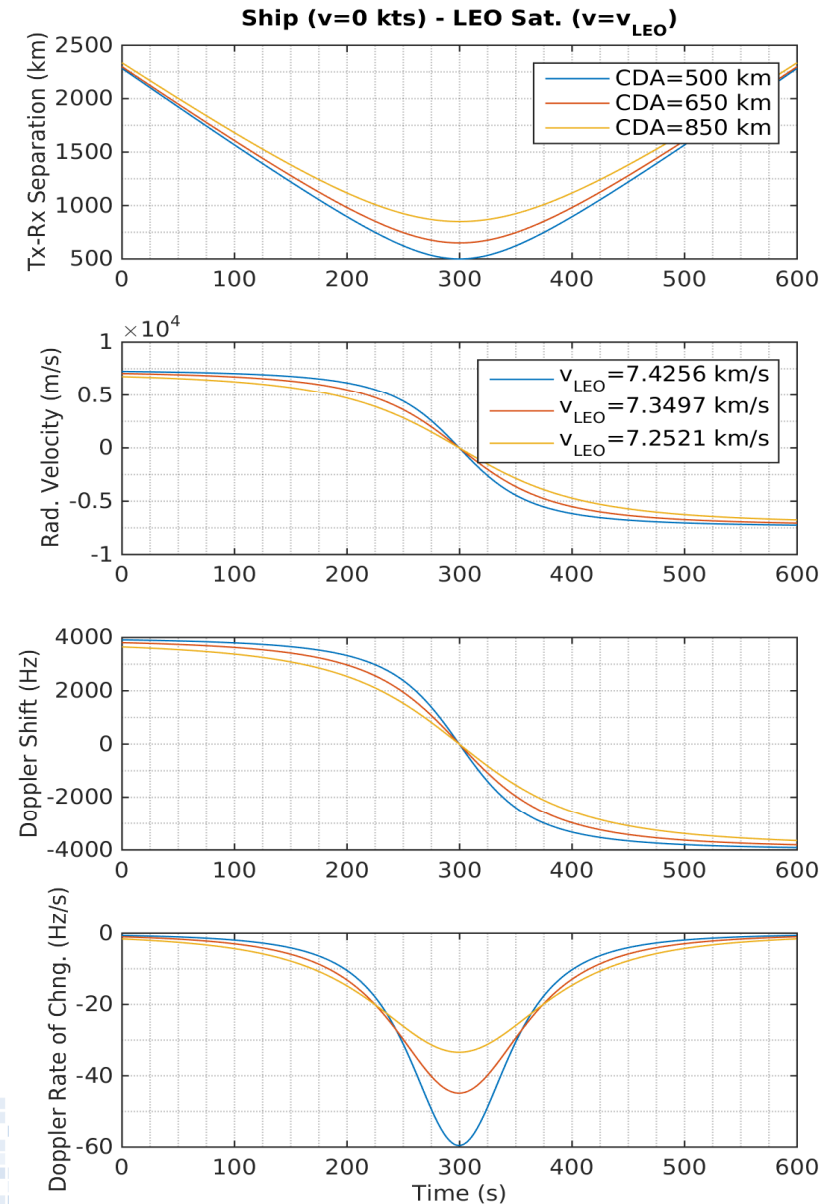 Ship (v=0 kts) - LEO Sat. (v=v_LEO)
Tx-Rx Separation (km)
2500
2000
1500
1000
500
CDA=500 km
CDA=650 km
CDA=850 km
0 100 200 300 400 500 600
×10^4
Rad. Velocity (m/s)
1
0.5
0
-0.5
-1
v_LEO=7.4256 km/s
v_LEO=7.3497 km/s
v_LEO=7.2521 km/s
0 100 200 300 400 500 600
Doppler Shift (Hz)
4000
2000
0
-2000
-4000
0 100 200 300 400 500 600
Doppler Rate of Chng. (Hz/s)
0
-20
-40
-60
0 100 200 300 400 500 600
Time (s)